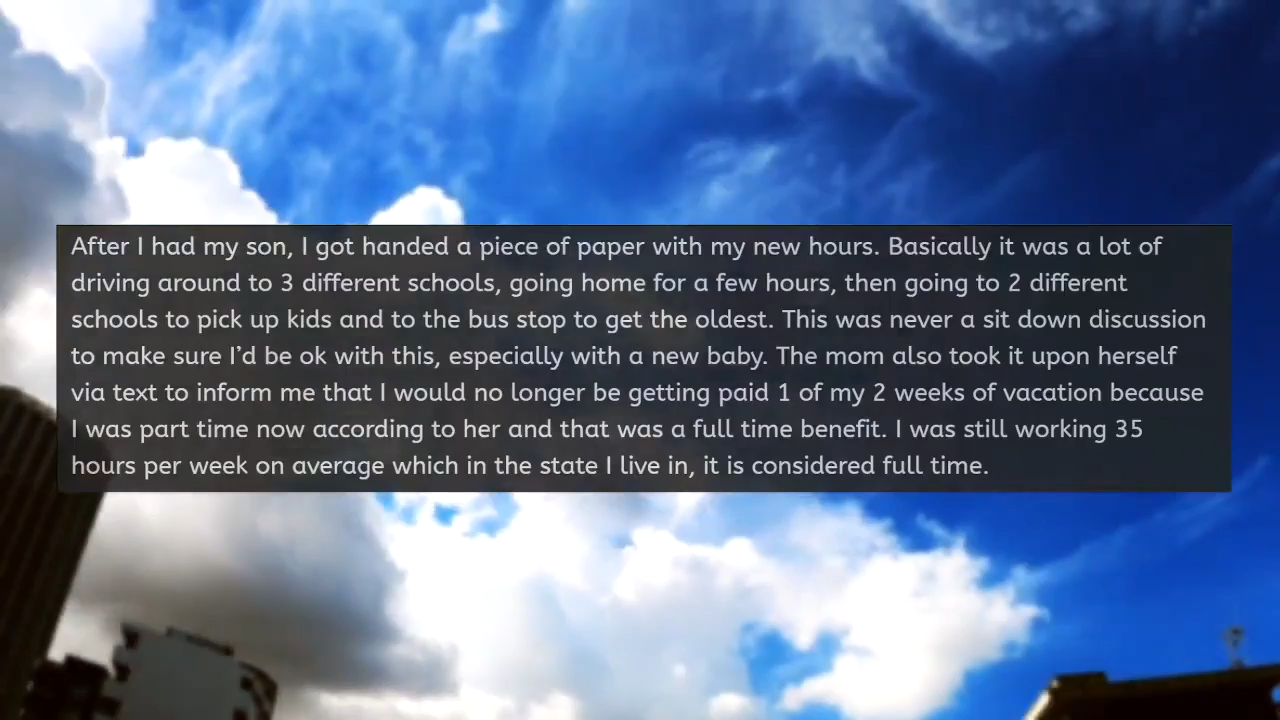 After I had my son, I got handed a piece of paper with my new hours. Basically it was a lot of
driving around to 3 different schools, going home for a few hours, then going to 2 different
schools to pick up kids and to the bus stop to get the oldest. This was never a sit down discussion
to make sure I’d be ok with this, especially with a new baby. The mom also took it upon herself
via text to inform me that I would no longer be getting paid 1 of my 2 weeks of vacation because
I was part time now according to her and that was a full time benefit. I was still working 35
hours per week on average which in the state I live in, it is considered full time.